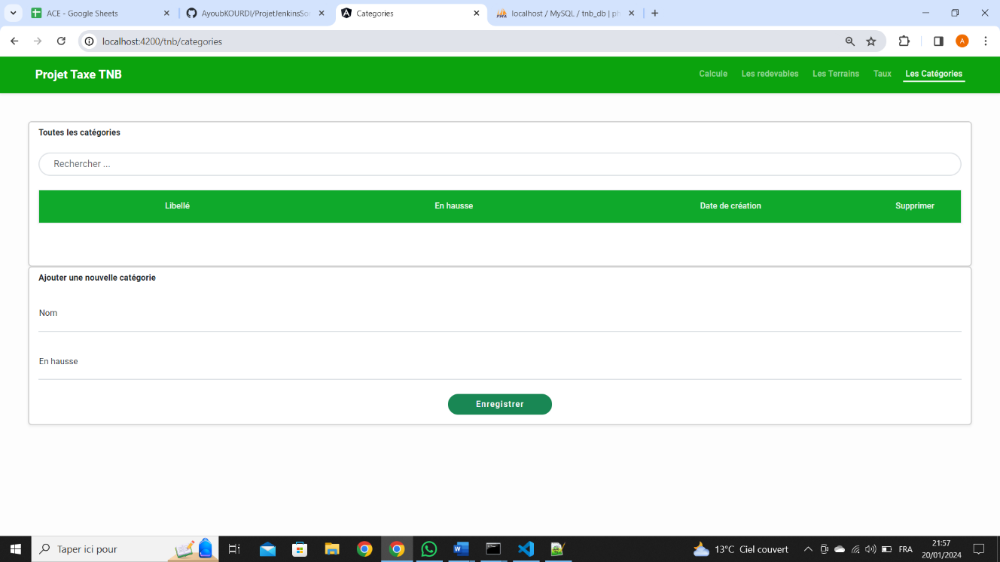 ACE - Google Sheets
AyoubKOURDI/ProjetJenkinsSo
Categories
localhost / MySQL / tnb_db | ph
localhost:4200/tnb/categories
A
Projet Taxe TNB
Calcule
Les redevables
Les Terrains
Taux
Les Catégories
Toutes les catégories
Rechercher ...
Libellé
En hausse
Date de création
Supprimer
Ajouter une nouvelle catégorie
Nom
En hausse
Enregistrer
Taper ici pour
13°C Ciel couvert
FRA
21:57
20/01/2024